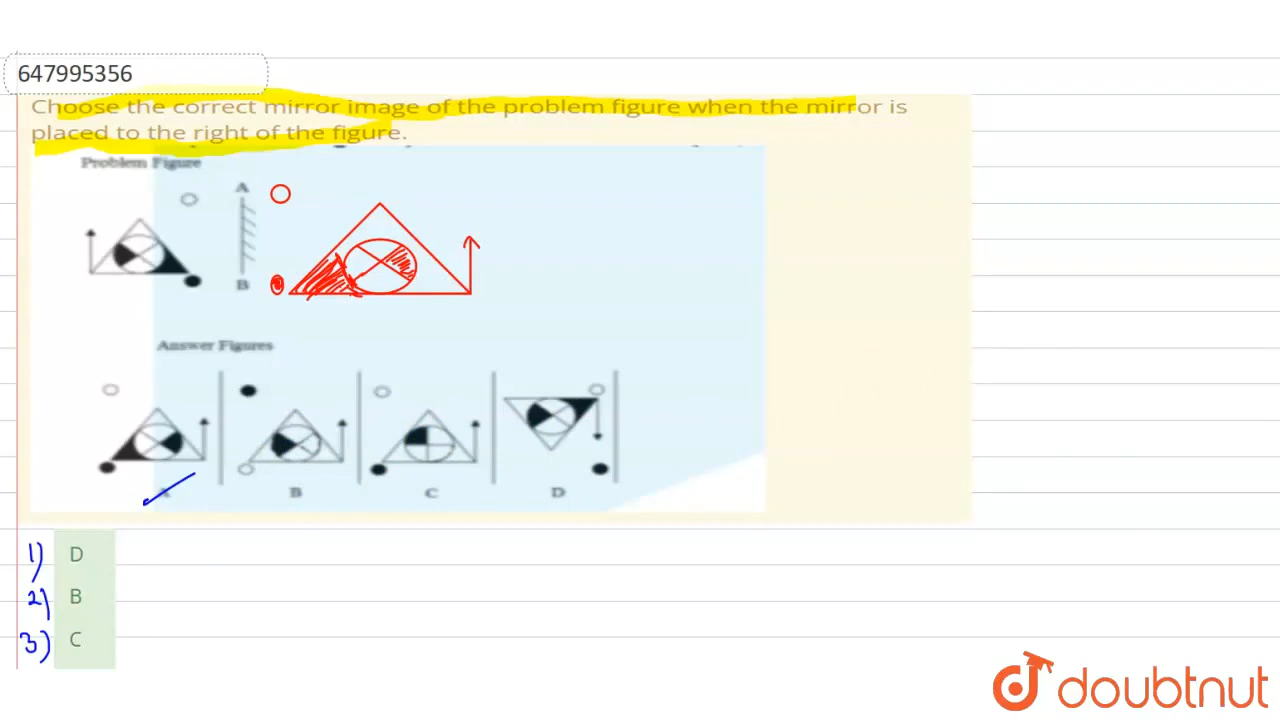 647995356
Choose the correct mirror image of the problem figure when the mirror is
placed to the right of the figure.
Problem Figure
A
B
Answer Figures
A B C D
1) D
2) B
3) C
doubtnut